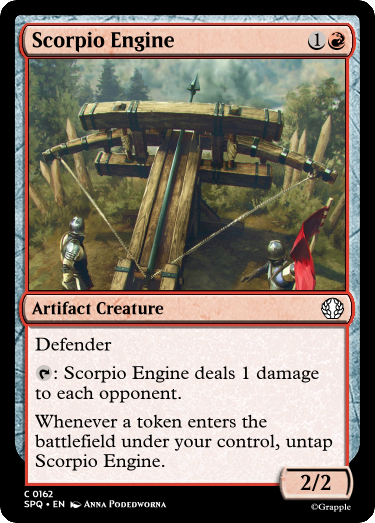 Scorpio Engine 1
Artifact Creature
Defender
: Scorpio Engine deals 1 damage
to each opponent.
Whenever a token enters the
battlefield under your control, untap
Scorpio Engine.
2/2
C 0162
SPQ • EN Anna Podedworna
©Grapple